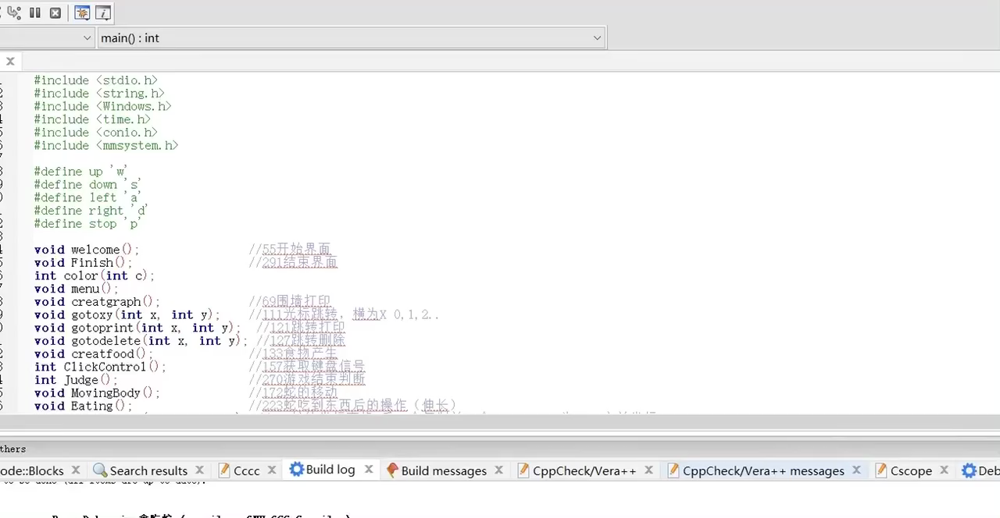 main() : int
#include <stdio.h>
#include <string.h>
#include <Windows.h>
#include <time.h>
#include <conio.h>
#include <mmsystem.h>
#define up 'w'
#define down 's'
#define left 'a'
#define right 'd'
#define stop 'p'
void welcome(); //55开始界面
void Finish(); //291结束界面
int color(int c);
void menu();
void creatgraph(); //69围墙打印
void gotoxy(int x, int y); //111光标跳转，横为X 0,1,2..
void gotoprint(int x, int y); //121跳转打印
void gotodelete(int x, int y); //127跳转删除
void creatfood(); //133食物产生
int ClickControl(); //157获取键盘信号
int Judge(); //270游戏结束判断
void MovingBody(); //172蛇的移动
void Eating(); //223蛇吃到东西后的操作（伸长）
thers
ode::Blocks Search results Cccc Build log Build messages CppCheck/Vera++ CppCheck/Vera++ messages Cscope Deb